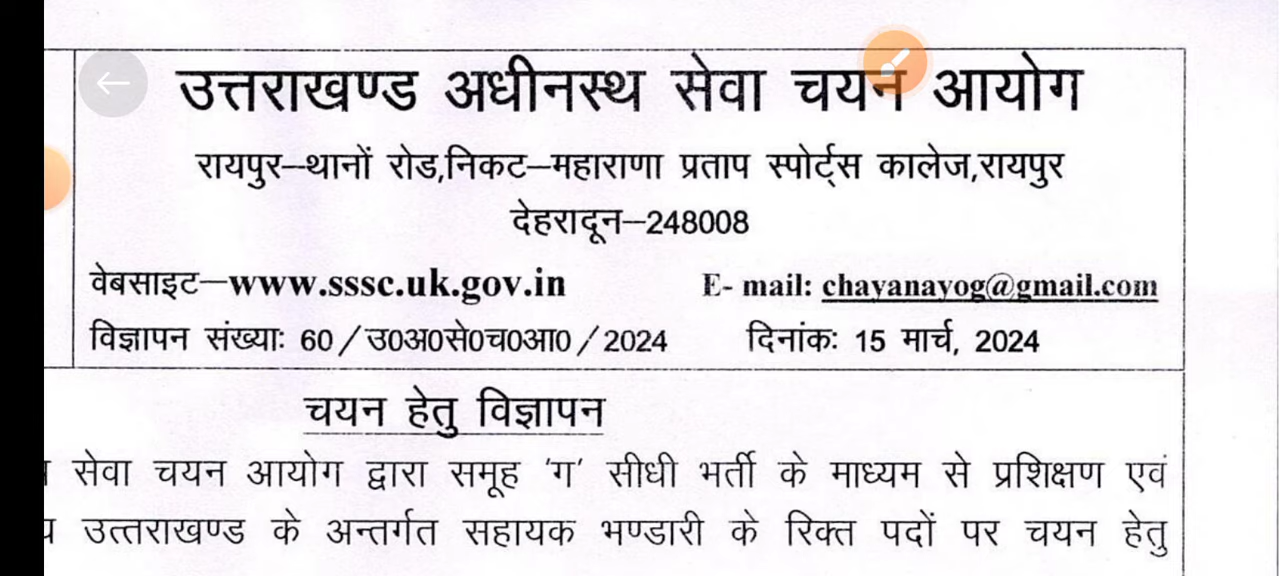 उत्तराखण्ड अधीनस्थ सेवा चयन आयोग
रायपुर–थानों रोड,निकट–महाराणा प्रताप स्पोर्ट्स कालेज,रायपुर
देहरादून–248008
वेबसाइट–www.sssc.uk.gov.in E- mail: chayanayog@gmail.com
विज्ञापन संख्याः 60 / उ0अ0से0च0आ0 / 2024 दिनांकः 15 मार्च, 2024
चयन हेतु विज्ञापन
सेवा चयन आयोग द्वारा समूह 'ग' सीधी भर्ती के माध्यम से प्रशिक्षण एवं
उत्तराखण्ड के अन्तर्गत सहायक भण्डारी के रिक्त पदों पर चयन हेतु